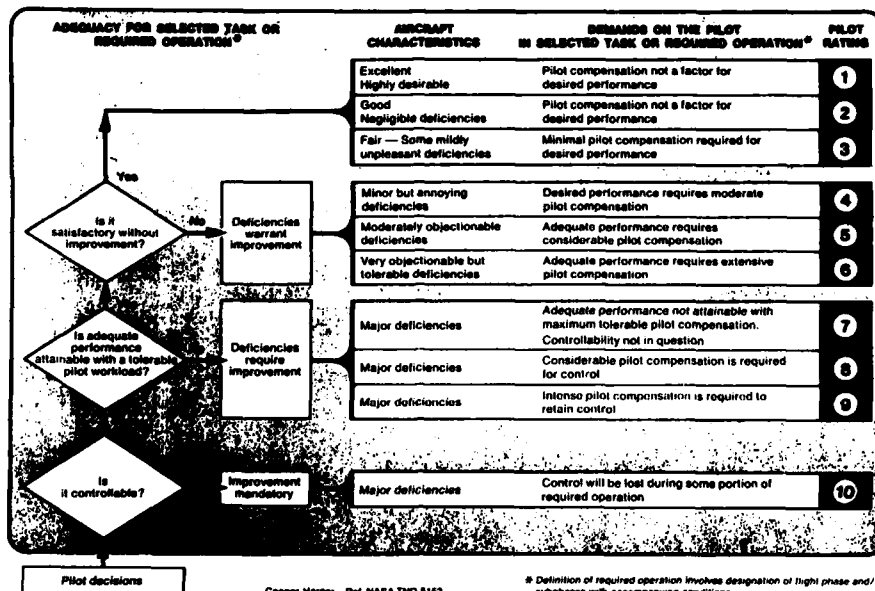 ADEQUACY FOR SELECTED TASK OR
REQUIRED OPERATION*
AIRCRAFT
CHARACTERISTICS
DEMANDS ON THE PILOT
IN SELECTED TASK OR REQUIRED OPERATION*
PILOT
RATING
Excellent
Highly desirable
Pilot compensation not a factor for
desired performance
1
Good
Negligible deficiencies
Pilot compensation not a factor for
desired performance
2
Fair — Some mildly
unpleasant deficiencies
Minimal pilot compensation required for
desired performance
3
Yes
Is it
satisfactory without
improvement?
No
Deficiencies
warrant
improvement
Minor but annoying
deficiencies
Desired performance requires moderate
pilot compensation
4
Moderately objectionable
deficiencies
Adequate performance requires
considerable pilot compensation
5
Very objectionable but
tolerable deficiencies
Adequate performance requires extensive
pilot compensation
6
Is adequate
performance
attainable with a tolerable
pilot workload?
Deficiencies
require
improvement
Major deficiencies
Adequate performance not attainable with
maximum tolerable pilot compensation.
Controllability not in question
7
Major deficiencies
Considerable pilot compensation is required
for control
8
Major deficiencies
Intense pilot compensation is required to
retain control
9
Is
it controllable?
Improvement
mandatory
Major deficiencies
Control will be lost during some portion of
required operation
10
Pilot decisions
Ref. NASA
* Definition of required operation involves designation of flight phase and/